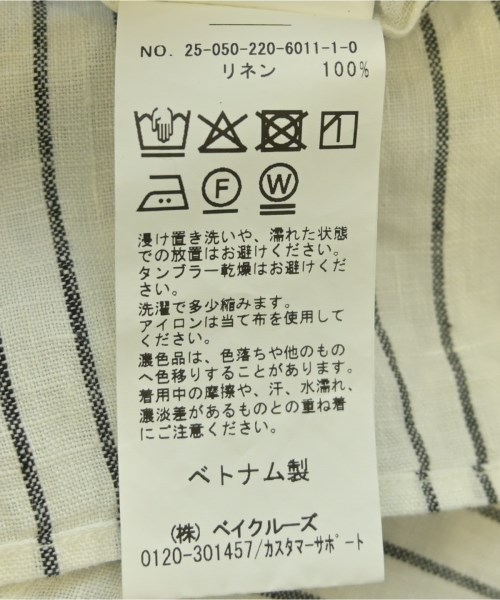 NO. 25-050-220-6011-1-0
リネン 100%
F
W
浸け置き洗いや、濡れた状態
での放置はお避けください。
タンブラー乾燥はお避けくだ
さい。
洗濯で多少縮みます。
アイロンは当て布を使用して
ください。
濃色品は、色落ちや他のもの
へ色移りすることがあります。
着用中の摩擦や、汗、水濡れ、
濃淡差があるものとの重ね着
にご注意ください。
ベトナム製
(株) ベイクルーズ
0120-301457/カスタマーサポート